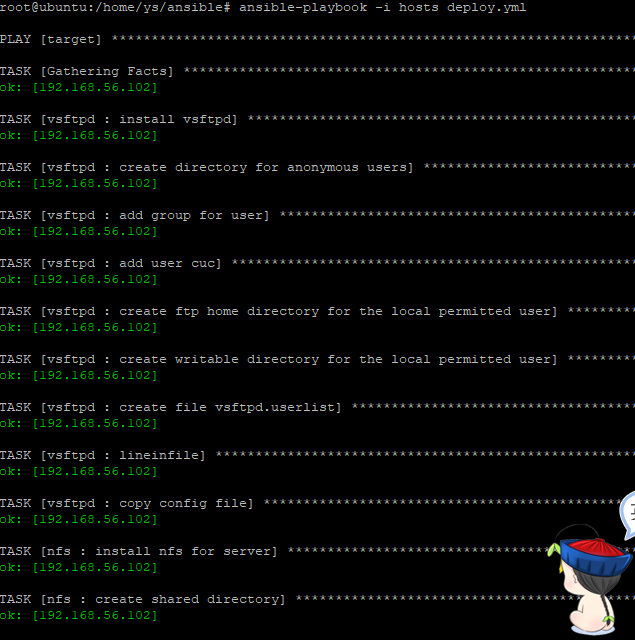 root@ubuntu:/home/ys/ansible# ansible-playbook -i hosts deploy.yml
PLAY [target] ******************************************************************
TASK [Gathering Facts] *********************************************************
ok: [192.168.56.102]
TASK [vsftpd : install vsftpd] *************************************************
ok: [192.168.56.102]
TASK [vsftpd : create directory for anonymous users] ***************************
ok: [192.168.56.102]
TASK [vsftpd : add group for user] *********************************************
ok: [192.168.56.102]
TASK [vsftpd : add user cuc] ***************************************************
ok: [192.168.56.102]
TASK [vsftpd : create ftp home directory for the local permitted user] *********
ok: [192.168.56.102]
TASK [vsftpd : create writable directory for the local permitted user] *********
ok: [192.168.56.102]
TASK [vsftpd : create file vsftpd.userlist] ************************************
ok: [192.168.56.102]
TASK [vsftpd : lineinfile] *****************************************************
ok: [192.168.56.102]
TASK [vsftpd : copy config file] ***********************************************
ok: [192.168.56.102]
TASK [nfs : install nfs for server] ********************************************
ok: [192.168.56.102]
TASK [nfs : create shared directory] *******************************************
ok: [192.168.56.102]